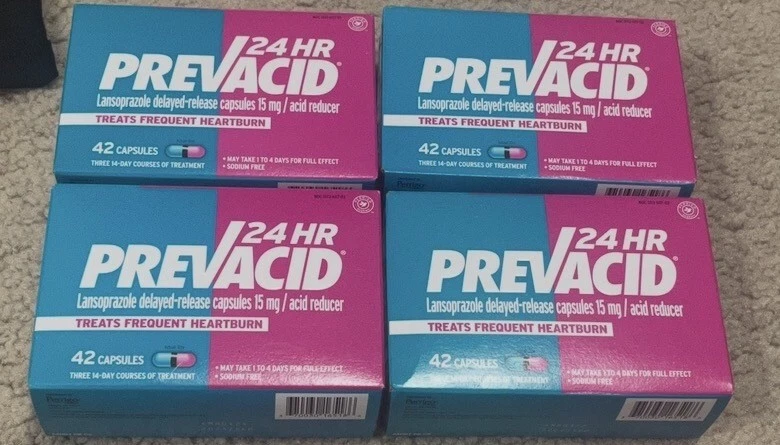 24 HR
PREVACID®
Lansoprazole delayed-release capsules 15 mg / acid reducer
TREATS FREQUENT HEARTBURN
42 CAPSULES
THREE 14-DAY COURSES OF TREATMENT
• MAY TAKE 1 TO 4 DAYS FOR FULL EFFECT
• SODIUM FREE
24 HR
PREVACID®
Lansoprazole delayed-release capsules 15 mg / acid reducer
TREATS FREQUENT HEARTBURN
42 CAPSULES
THREE 14-DAY COURSES OF TREATMENT
• MAY TAKE 1 TO 4 DAYS FOR FULL EFFECT
• SODIUM FREE
Perrigo
24 HR
PREVACID®
Lansoprazole delayed-release capsules 15 mg / acid reducer
TREATS FREQUENT HEARTBURN
42 CAPSULES
THREE 14-DAY COURSES OF TREATMENT
• MAY TAKE 1 TO 4 DAYS FOR FULL EFFECT
• SODIUM FREE
Perrigo
24 HR
PREVACID®
Lansoprazole delayed-release capsules 15 mg / acid reducer
TREATS FREQUENT HEARTBURN
42 CAPSULES
THREE 14-DAY COURSES OF TREATMENT
• MAY TAKE 1 TO 4 DAYS FOR FULL EFFECT
• SODIUM FREE